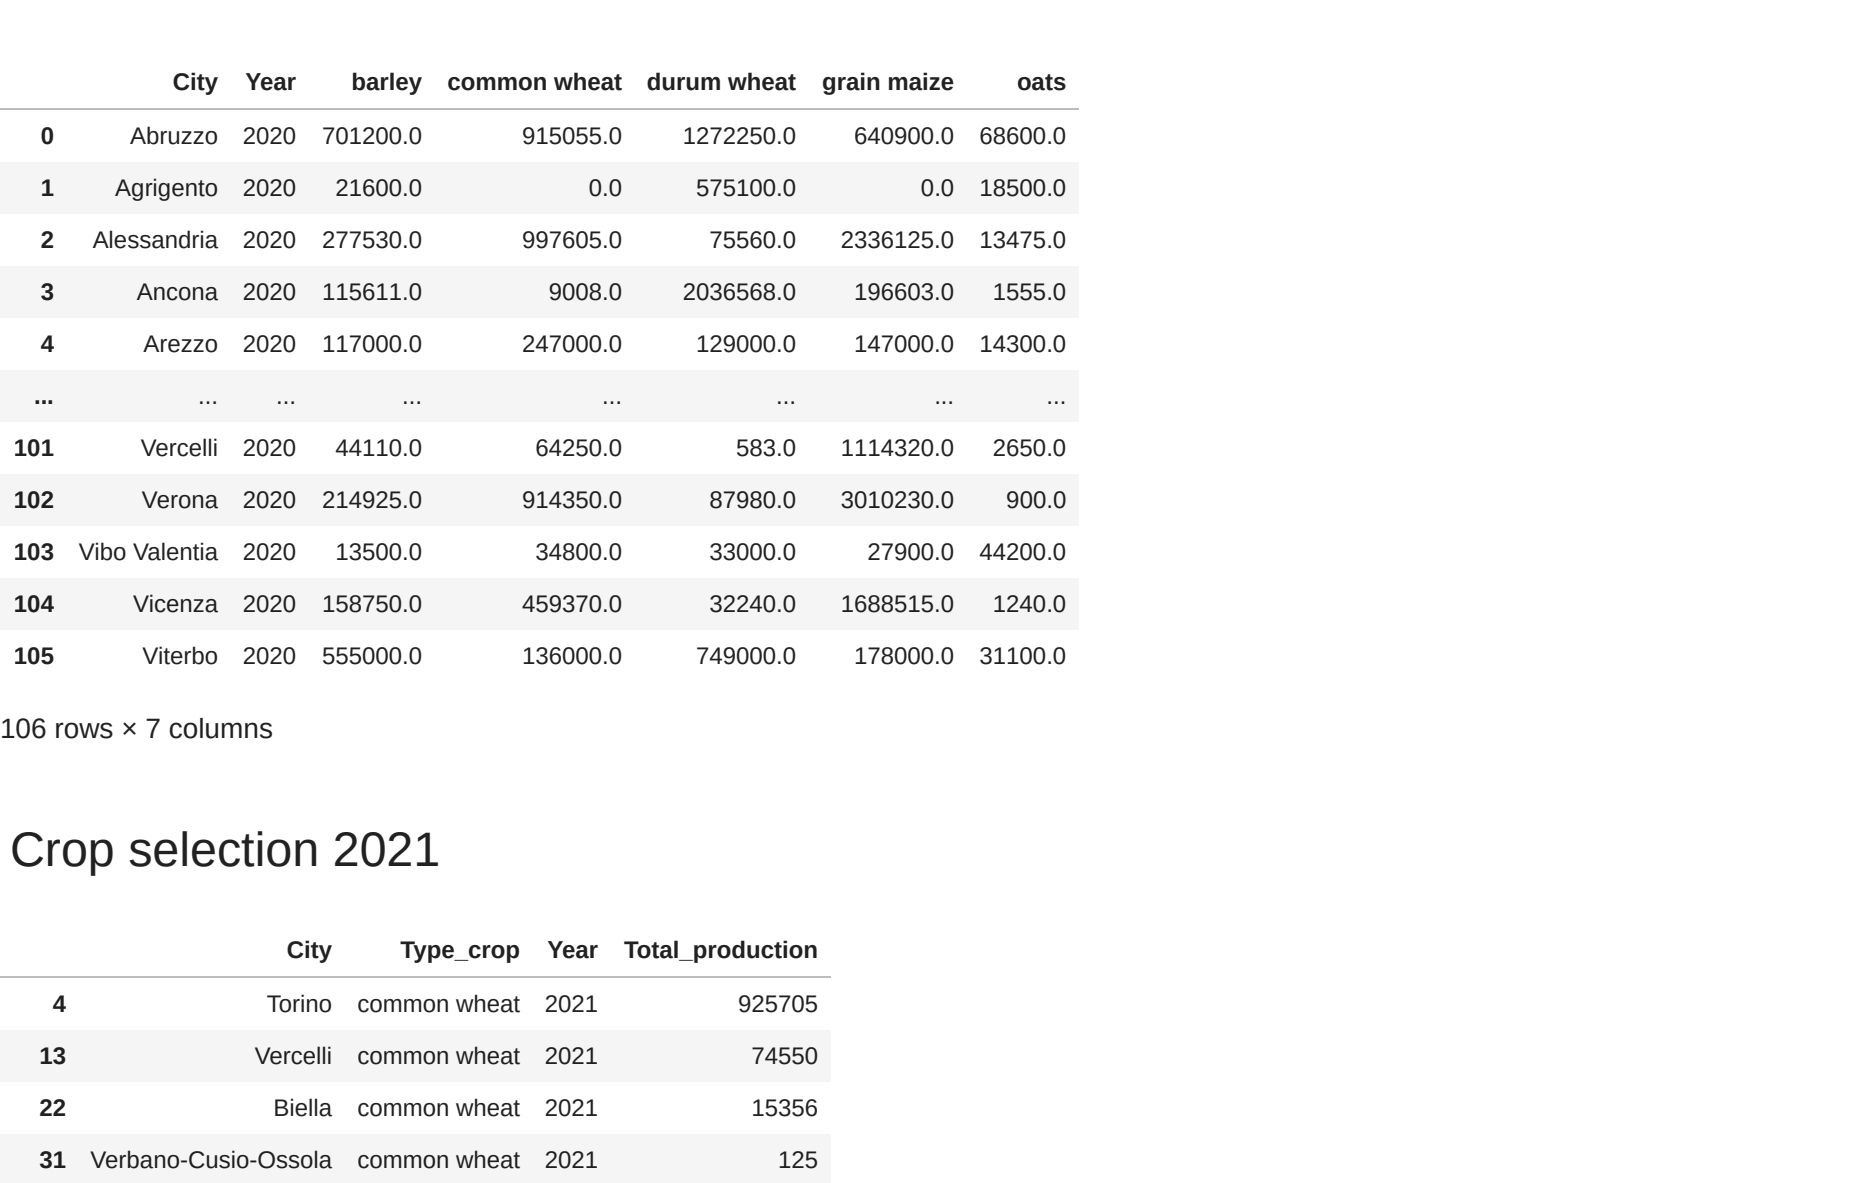 City Year barley common wheat durum wheat grain maize oats
0 Abruzzo 2020 701200.0 915055.0 1272250.0 640900.0 68600.0
1 Agrigento 2020 21600.0 0.0 575100.0 0.0 18500.0
2 Alessandria 2020 277530.0 997605.0 75560.0 2336125.0 13475.0
3 Ancona 2020 115611.0 9008.0 2036568.0 196603.0 1555.0
4 Arezzo 2020 117000.0 247000.0 129000.0 147000.0 14300.0
... ... ... ... ... ... ... ...
101 Vercelli 2020 44110.0 64250.0 583.0 1114320.0 2650.0
102 Verona 2020 214925.0 914350.0 87980.0 3010230.0 900.0
103 Vibo Valentia 2020 13500.0 34800.0 33000.0 27900.0 44200.0
104 Vicenza 2020 158750.0 459370.0 32240.0 1688515.0 1240.0
105 Viterbo 2020 555000.0 136000.0 749000.0 178000.0 31100.0
106 rows × 7 columns
Crop selection 2021
City Type_crop Year Total_production
4 Torino common wheat 2021 925705
13 Vercelli common wheat 2021 74550
22 Biella common wheat 2021 15356
31 Verbano-Cusio-Ossola common wheat 2021 125